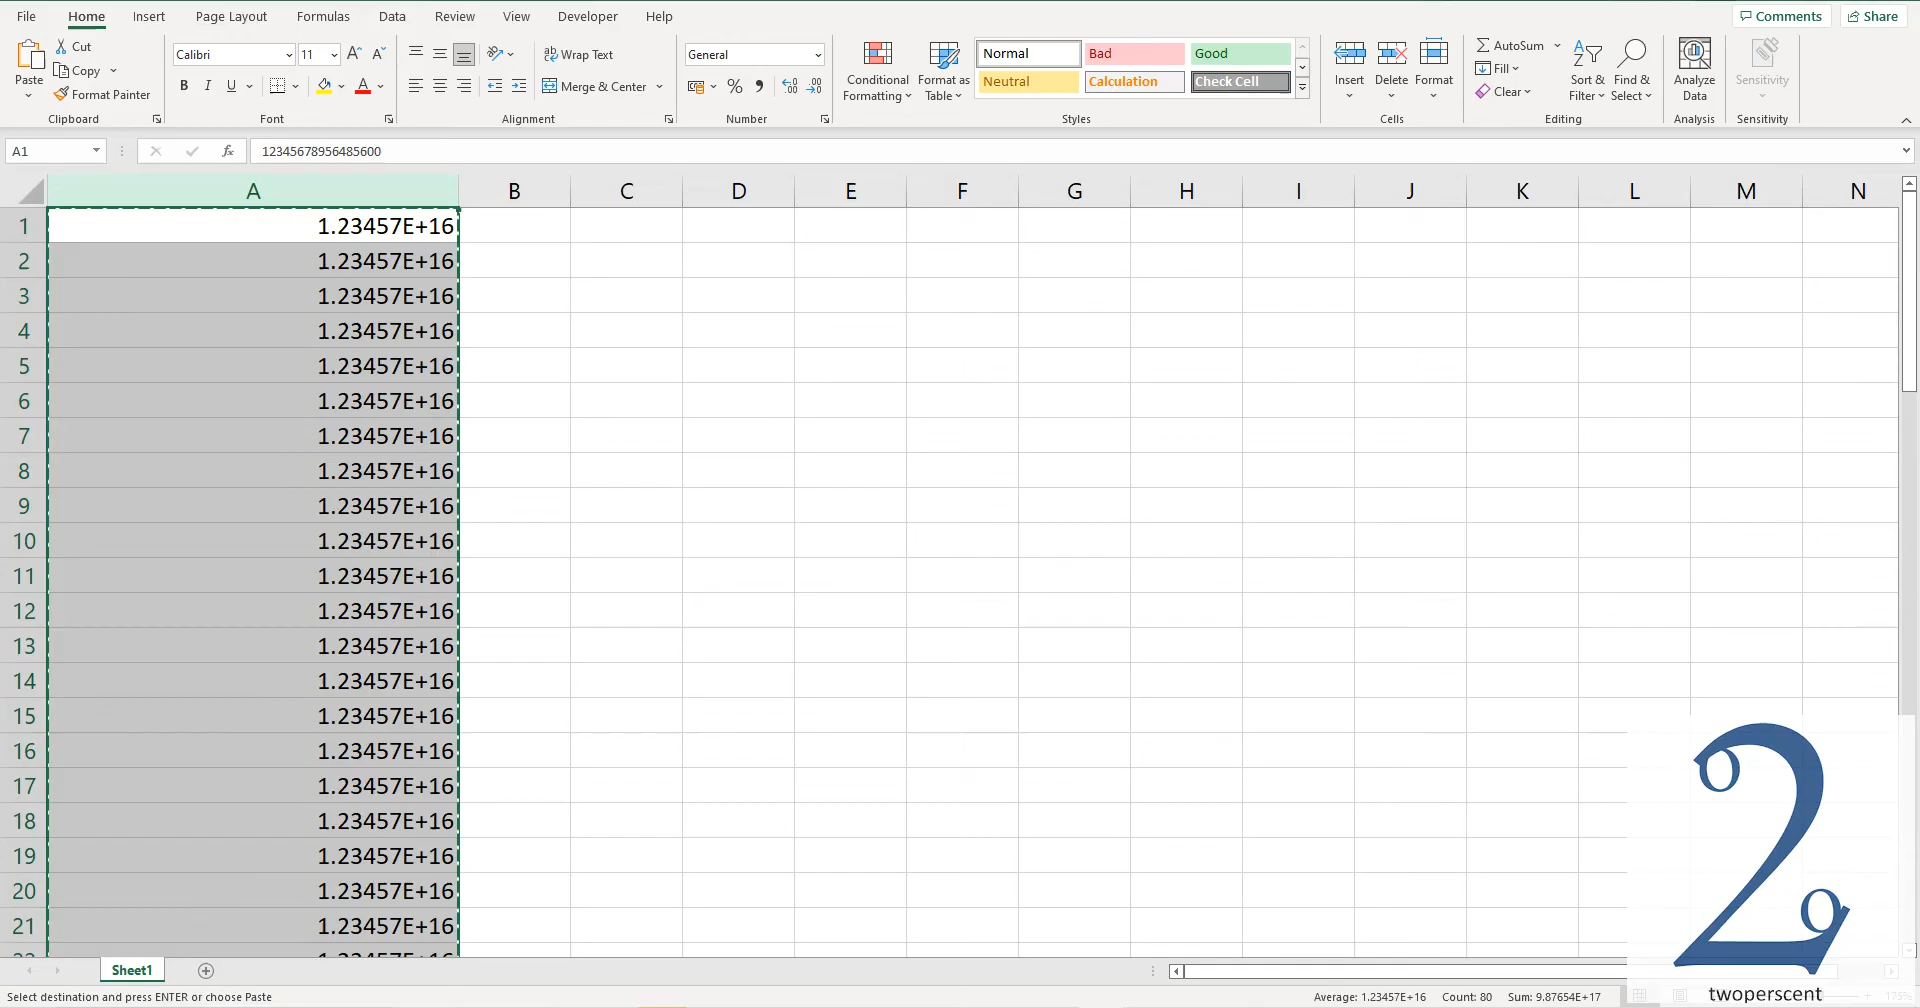 File Home Insert Page Layout Formulas Data Review View Developer Help Comments Share
Paste
Cut
Copy
Format Painter
Clipboard
Calibri 11
B I U
Font
Wrap Text
Merge & Center
Alignment
General
%
Number
Conditional Formatting
Format as Table
Normal Bad Good
Neutral Calculation Check Cell
Styles
Insert Delete Format
Cells
AutoSum
Fill
Clear
Sort & Filter
Find & Select
Editing
Analyze Data
Analysis
Sensitivity
Sensitivity
A1 fx 12345678956485600
A B C D E F G H I J K L M N
1 1.23457E+16
2 1.23457E+16
3 1.23457E+16
4 1.23457E+16
5 1.23457E+16
6 1.23457E+16
7 1.23457E+16
8 1.23457E+16
9 1.23457E+16
10 1.23457E+16
11 1.23457E+16
12 1.23457E+16
13 1.23457E+16
14 1.23457E+16
15 1.23457E+16
16 1.23457E+16
17 1.23457E+16
18 1.23457E+16
19 1.23457E+16
20 1.23457E+16
21 1.23457E+16
Sheet1
Select destination and press ENTER or choose Paste Average: 1.23457E+16 Count: 80 Sum: 9.87654E+17
twoperscent